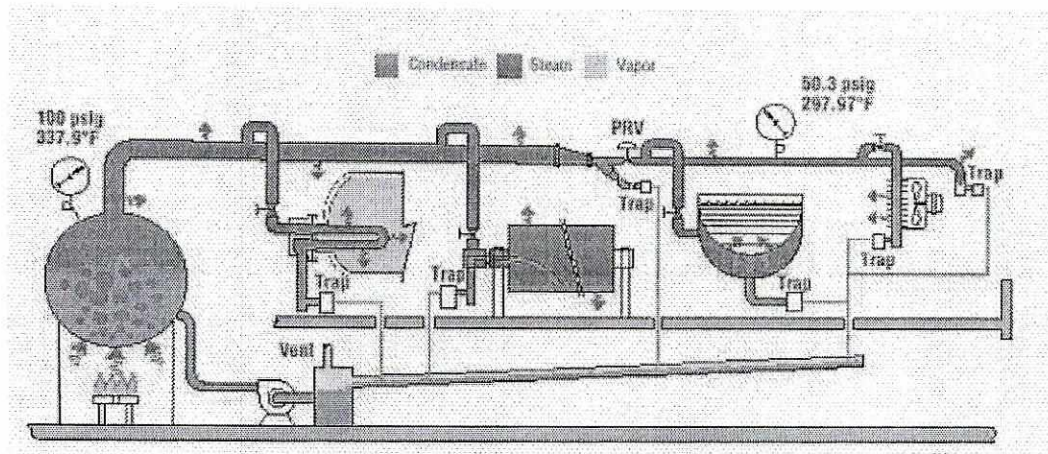 Condensate Steam Vapor
100 psig
337.9°F
50.3 psig
297.97°F
PRV
Trap
Trap
Trap
Trap
Trap
Trap
Vent